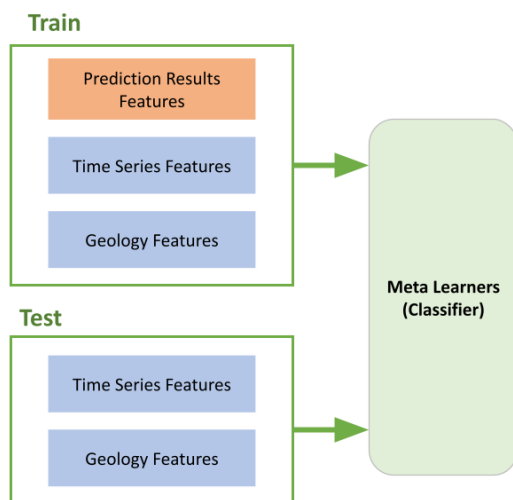 Train
Prediction Results
Features
Time Series Features
Geology Features
Meta Learners
(Classifier)
Test
Time Series Features
Geology Features